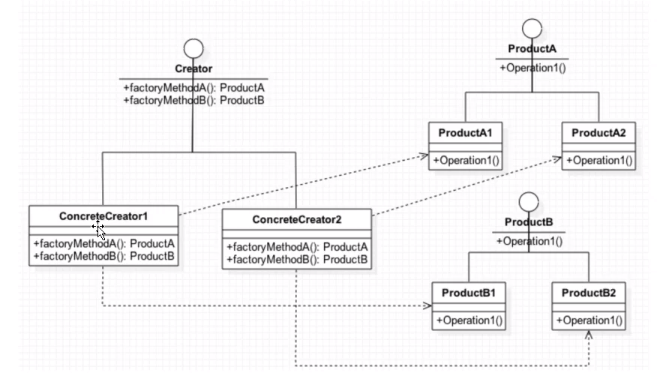 Creator
+factoryMethodA(): ProductA
+factoryMethodB(): ProductB
ProductA
+Operation1()
ProductA1
+Operation1()
ProductA2
+Operation1()
ConcreteCreator1
+factoryMethodA(): ProductA
+factoryMethodB(): ProductB
ConcreteCreator2
+factoryMethodA(): ProductA
+factoryMethodB(): ProductB
ProductB
+Operation1()
ProductB1
+Operation1()
ProductB2
+Operation1()